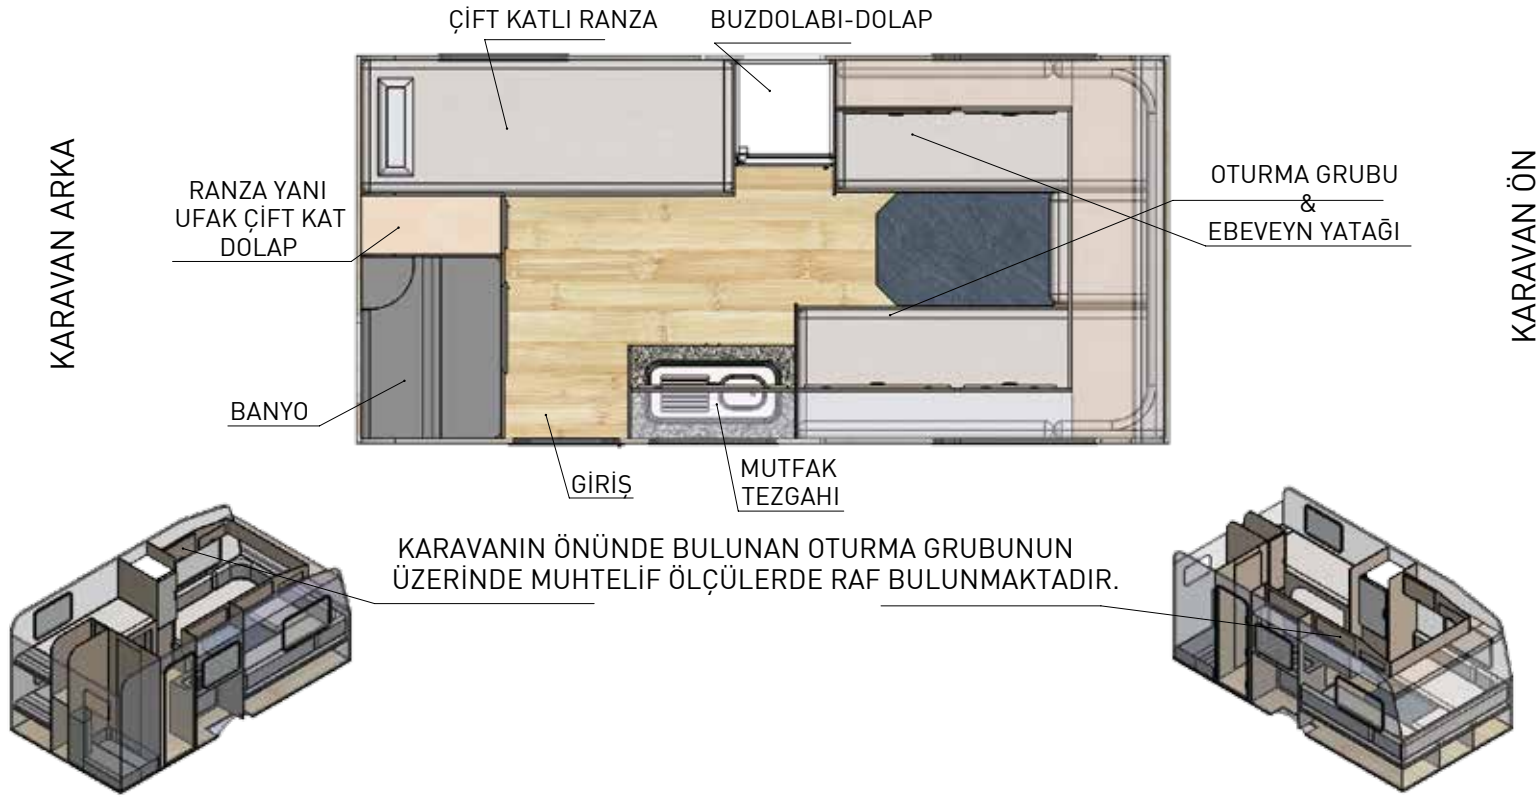 ÇİFT KATLI RANZA
BUZDOLABI-DOLAP
KARAVAN ARKA
RANZA YANI
UFAK ÇİFT KAT
DOLAP
OTURMA GRUBU
&
EBEVEYN YATAĞI
KARAVAN ÖN
BANYO
GİRİŞ
MUTFAK
TEZGAHI
KARAVANIN ÖNÜNDE BULUNAN OTURMA GRUBUNUN
ÜZERİNDE MUHTELİF ÖLÇÜLERDE RAF BULUNMAKTADIR.